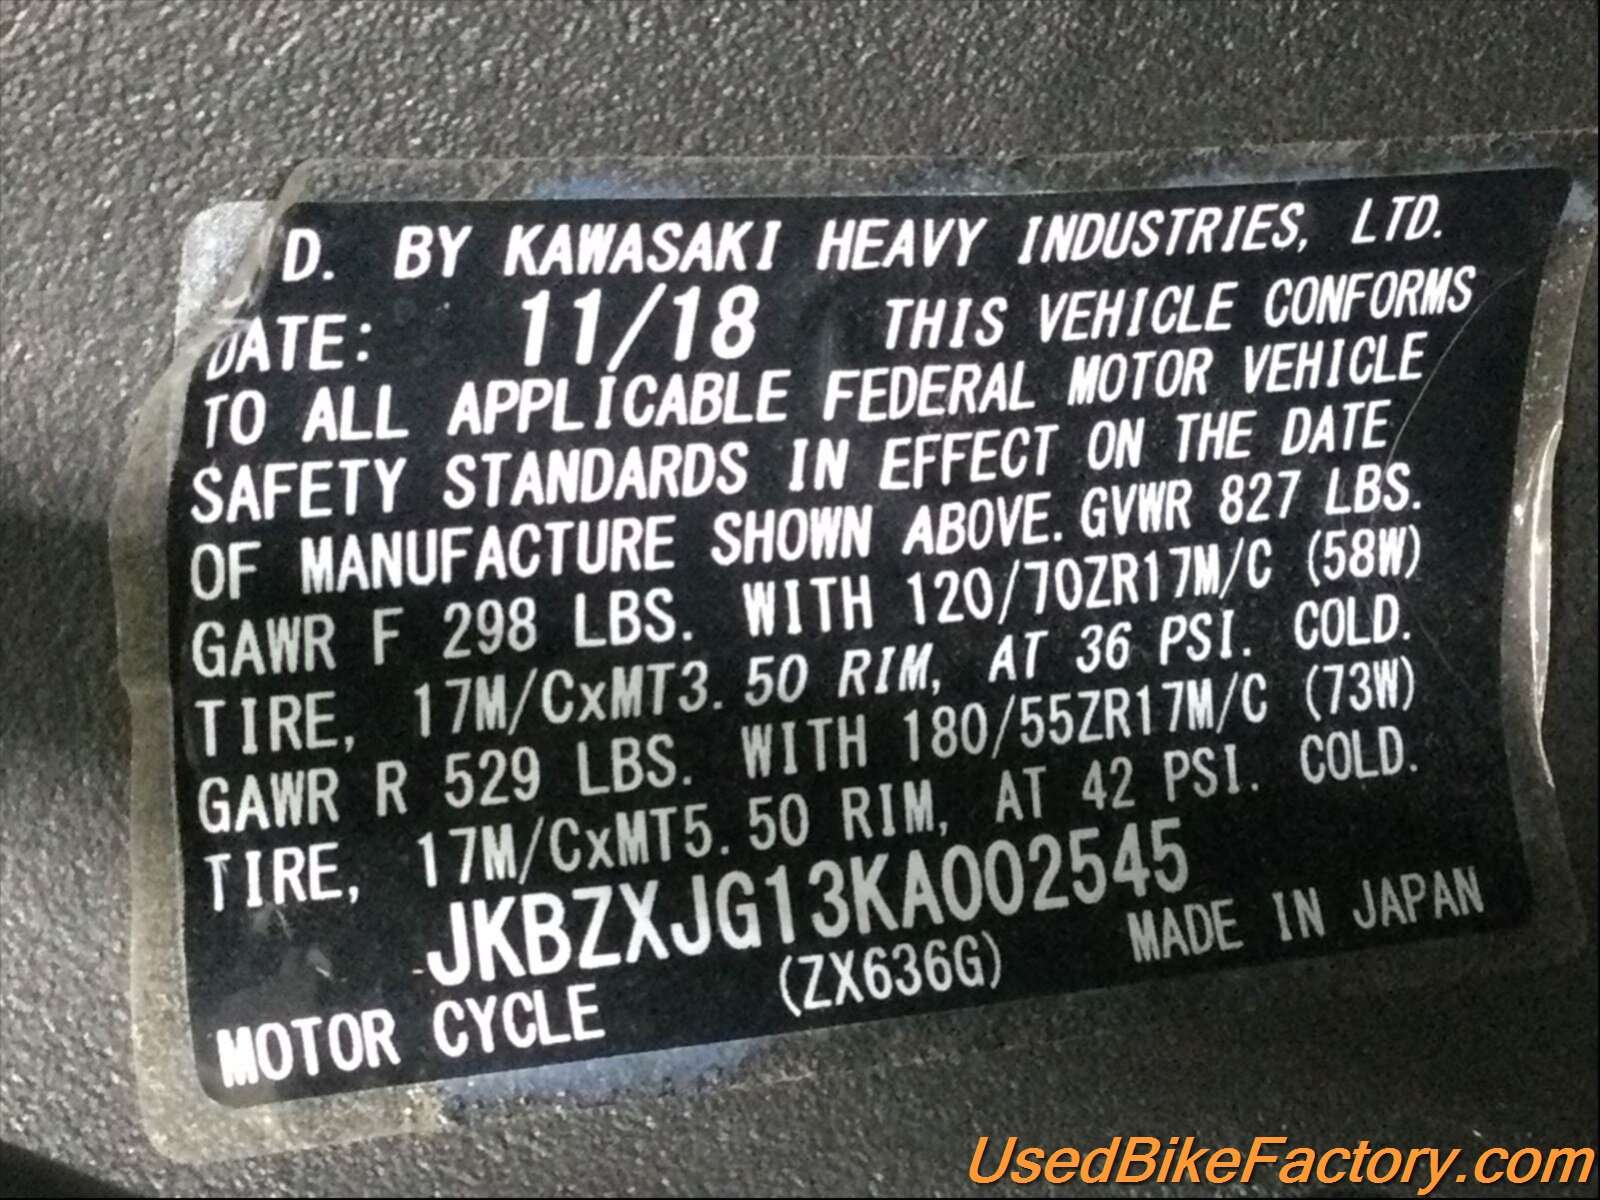 D. BY KAWASAKI HEAVY INDUSTRIES, LTD.
DATE: 11/18 THIS VEHICLE CONFORMS
TO ALL APPLICABLE FEDERAL MOTOR VEHICLE
SAFETY STANDARDS IN EFFECT ON THE DATE
OF MANUFACTURE SHOWN ABOVE. GVWR 827 LBS.
GAWR F 298 LBS. WITH 120/70ZR17M/C (58W)
TIRE, 17M/CxMT3.50 RIM, AT 36 PSI. COLD.
GAWR R 529 LBS. WITH 180/55ZR17M/C (73W)
TIRE, 17M/CxMT5.50 RIM, AT 42 PSI. COLD.
JKBZXJG13KA002545
MOTOR CYCLE (ZX636G) MADE IN JAPAN
UsedBikeFactory.com